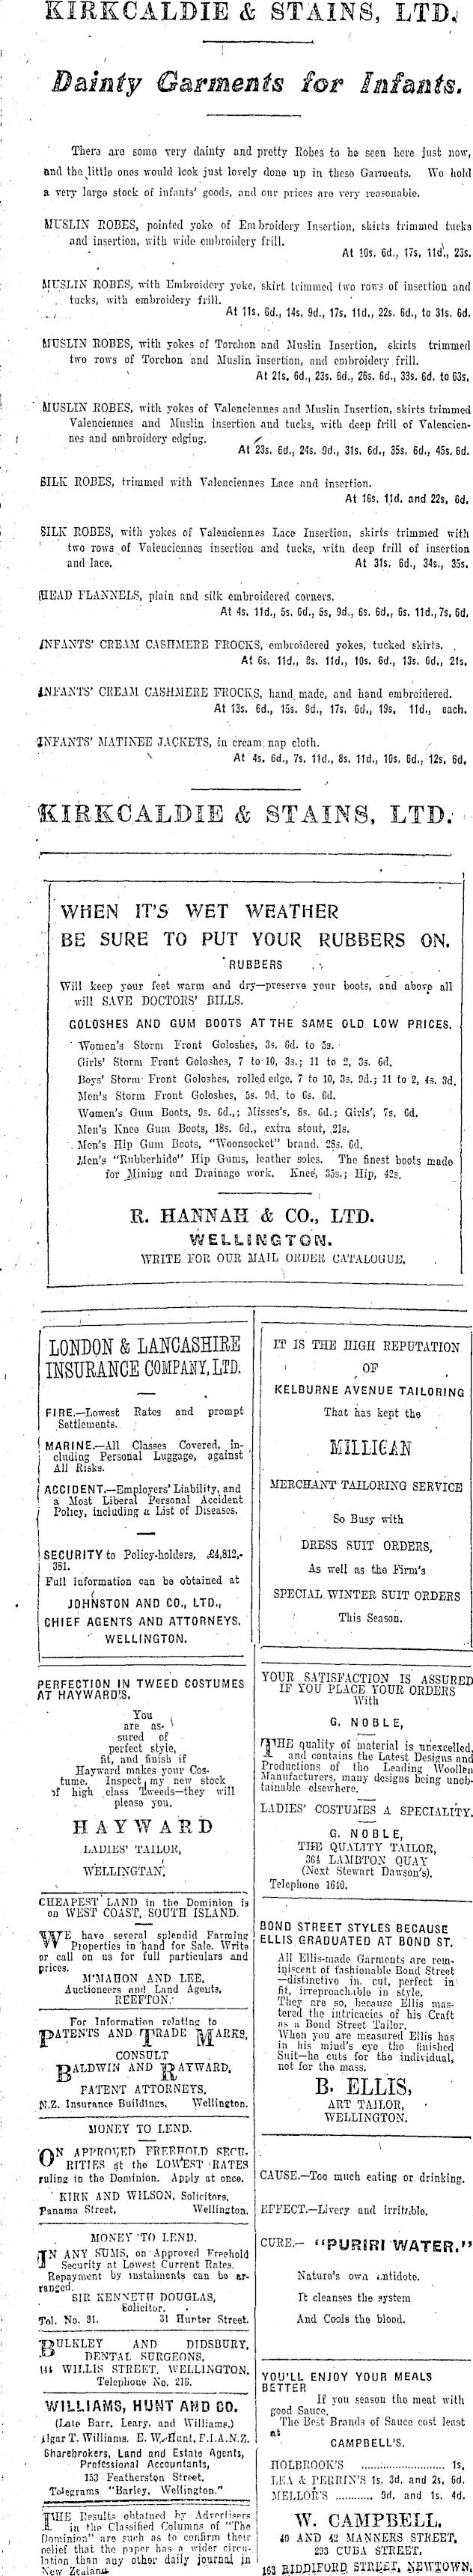 KIRKCALDIE & STAINS, LTD.
Dainty Garments for Infants.
There are some very dainty and pretty Robes to be seen here just now,
and the little ones would look just lovely done up in these Garments. We hold
a very large stock of infants' goods, and our prices are very reasonable.
MUSLIN ROBES, pointed yoke of Embroidery Insertion, skirts trimmed tucks
and insertion, with wide embroidery frill.
At 10s. 6d., 17s, 11d., 23s.
MUSLIN ROBES, with Embroidery yoke, skirt trimmed two rows of insertion and
tucks, with embroidery frill.
At 11s. 6d., 14s. 9d., 17s. 11d., 22s. 6d., to 31s. 6d.
MUSLIN ROBES, with yokes of Torchon and Muslin Insertion, skirts trimmed
two rows of Torchon and Muslin insertion, and embroidery frill.
At 21s, 6d., 23s. 6d., 26s. 6d., 33s. 6d. to 63s.
MUSLIN ROBES, with yokes of Valenciennes and Muslin Insertion, skirts trimmed
Valenciennes and Muslin insertion and tucks, with deep frill of Valencien-
nes and embroidery edging.
At 23s. 6d., 24s. 9d., 31s. 6d., 35s. 6d., 45s. 6d.
SILK ROBES, trimmed with Valenciennes Lace and insertion.
At 16s. 11d. and 22s, 6d.
SILK ROBES, with yokes of Valenciennes Lace Insertion, skirts trimmed with
two rows of Valenciennes insertion and tucks, with deep frill of insertion
and lace.
At 31s. 6d., 34s., 35s.
HEAD FLANNELS, plain and silk embroidered corners.
At 4s. 11d., 5s. 6d., 5s, 9d., 6s. 6d., 6s. 11d., 7s, 6d.
INFANTS' CREAM CASHMERE FROCKS, embroidered yokes, tucked skirts.
At 6s. 11d., 8s. 11d., 10s. 6d., 13s. 6d., 21s.
INFANTS' CREAM CASHMERE FROCKS, hand made, and hand embroidered.
At 13s. 6d., 15s. 9d., 17s. 6d., 19s, 11d., each.
INFANTS' MATINEE JACKETS, in cream nap cloth.
At 4s, 6d., 7s. 11d., 8s. 11d., 10s. 6d., 12s, 6d.
KIRKCALDIE & STAINS, LTD.
WHEN IT'S WET WEATHER
BE SURE TO PUT YOUR RUBBERS ON.
RUBBERS
Will keep your feet warm and dry—preserve your boots, and above all
will SAVE DOCTORS' BILLS.
GOLOSHES AND GUM BOOTS AT THE SAME OLD LOW PRICES.
Women's Storm Front Goloshes, 3s. 6d. to 5s.
Girls' Storm Front Goloshes, 7 to 10, 3s.; 11 to 2, 3s. 6d.
Boys' Storm Front Goloshes, rolled edge, 7 to 10, 3s. 9d.; 11 to 2, 4s. 3d.
Men's Storm Front Goloshes, 5s. 9d. to 6s. 6d.
Women's Gum Boots, 9s. 6d.,; Misses's, 8s. 6d.; Girls', 7s. 6d.
Men's Knee Gum Boots, 18s. 6d., extra stout, 21s.
Men's Hip Gum Boots, "Woonsocket" brand. 28s. 6d.
Men's "Rubberhide" Hip Gums, leather soles. The finest boots made
for Mining and Drainage work. Knee, 35s.; Hip, 42s.
R. HANNAH & CO., LTD.
WELLINGTON.
WRITE FOR OUR MAIL ORDER CATALOGUE.
LONDON & LANCASHIRE
INSURANCE COMPANY, LTD.
FIRE.—Lowest Rates and prompt
Settlements.
MARINE.—All Classes Covered, in-
cluding Personal Luggage, against
All Risks.
ACCIDENT.—Employers' Liability, and
a Most Liberal Personal Accident
Policy, including a List of Diseases.
SECURITY to Policy-holders, £4,812,-
381.
Full information can be obtained at
JOHNSTON AND CO., LTD.,
CHIEF AGENTS AND ATTORNEYS,
WELLINGTON.
PERFECTION IN TWEED COSTUMES
AT HAYWARD'S.
You
are as-
sured of
perfect style,
fit, and finish if
Hayward makes your Cos-
tume. Inspect my new stock
of high class Tweeds—they will
please you.
HAYWARD
LADIES' TAILOR,
WELLINGTAN.
CHEAPEST LAND in the Dominion is
on WEST COAST, SOUTH ISLAND.
WE have several splendid Farming
Properties in hand for Sale. Write
or call on us for full particulars and
prices.
M'MAHON AND LEE,
Auctioneers and Land Agents,
REEFTON.
For Information relating to
PATENTS AND TRADE MARKS,
CONSULT
BALDWIN AND RAYWARD,
PATENT ATTORNEYS,
N.Z. Insurance Buildings, Wellington.
MONEY TO LEND.
ON APPROVED FREEHOLD SECU-
RITIES at the LOWEST RATES
ruling in the Dominion. Apply at once.
KIRK AND WILSON, Solicitors,
Panama Street, Wellington.
MONEY TO LEND.
IN ANY SUMS, on Approved Freehold
Security at Lowest Current Rates.
Repayment by instalments can be ar-
ranged.
SIR KENNETH DOUGLAS,
Solicitor.
Tel. No. 31. 31 Hunter Street.
BULKLEY AND DIDSBURY,
DENTAL SURGEONS,
144 WILLIS STREET, WELLINGTON.
Telephone No. 216.
WILLIAMS, HUNT AND CO.
(Late Barr, Leary, and Williams.)
Algar T. Williams. E. W. Hunt, F.I.A.N.Z.
Sharebrokers, Land and Estate Agents,
Professional Accountants,
153 Featherston Street.
Telegrams "Barley, Wellington."
THE Results obtained by Advertisers
in the Classified Columns of "The
Dominion" are such as to confirm their
belief that the paper has a wider circu-
lation than any other daily journal in
New Zealand
IT IS THE HIGH REPUTATION
OF
KELBURNE AVENUE TAILORING
That has kept the
MILLIGAN
MERCHANT TAILORING SERVICE
So Busy with
DRESS SUIT ORDERS,
As well as the Firm's
SPECIAL WINTER SUIT ORDERS
This Season.
YOUR SATISFACTION IS ASSURED
IF YOU PLACE YOUR ORDERS
With
G. NOBLE,
THE quality of material is unexcelled,
and contains the Latest Designs and
Productions of the Leading Woollen
Manufacturers, many designs being unob-
tainable elsewhere.
LADIES' COSTUMES A SPECIALITY.
G. NOBLE,
THE QUALITY TAILOR,
364 LAMBTON QUAY
(Next Stewart Dawson's).
Telephone 1640.
BOND STREET STYLES BECAUSE
ELLIS GRADUATED AT BOND ST.
All Ellis-made Garments are rem-
iniscent of fashionable Bond Street
—distinctive in cut, perfect in
fit, irreproachable in style.
They are so, because Ellis mas-
tered the intricacies of his Craft
as a Bond Street Tailor.
When you are measured Ellis has
in his mind's eye the finished
Suit—he cuts for the individual,
not for the mass.
B. ELLIS,
ART TAILOR,
WELLINGTON.
CAUSE.—Too much eating or drinking.
EFFECT.—Livery and irritable.
CURE.— "PURIRI WATER."
Nature's own antidote.
It cleanses the system
And Cools the blood.
YOU'LL ENJOY YOUR MEALS
BETTER
If you season the meat with
good Sauce.
The Best Brands of Sauce cost least
at
CAMPBELL'S.
HOLBROOK'S ........................ 1s,
LEA & PERRIN'S 1s. 3d. and 2s, 6d.
MELLOR'S ............ 9d. and 1s. 4d.
W. CAMPBELL,
40 AND 42 MANNERS STREET,
293 CUBA STREET.
163 RIDDIFORD STREET, NEWTOWN